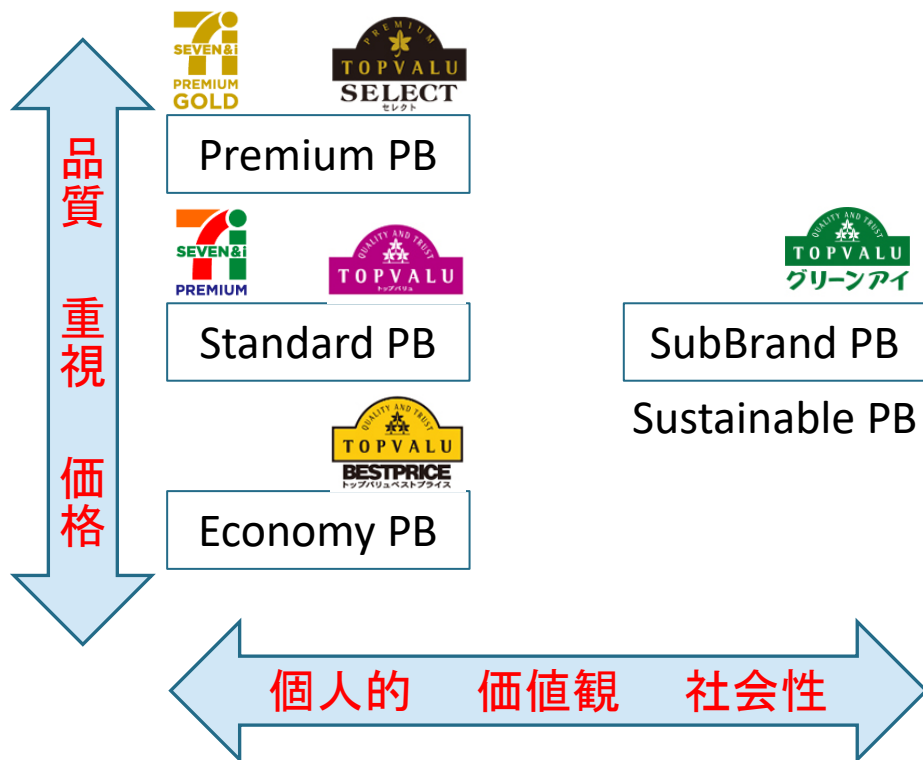 SEVEN&i
PREMIUM
GOLD
PREMIUM
TOPVALU
SELECT
セレクト
Premium PB
SEVEN&i
PREMIUM
QUALITY AND TRUST
TOPVALU
トップバリュ
Standard PB
QUALITY AND TRUST
TOPVALU
BESTPRICE
トップバリュベストプライス
Economy PB
QUALITY AND TRUST
TOPVALU
グリーンアイ
SubBrand PB
Sustainable PB
品質 重視 価格
個人的 価値観 社会性